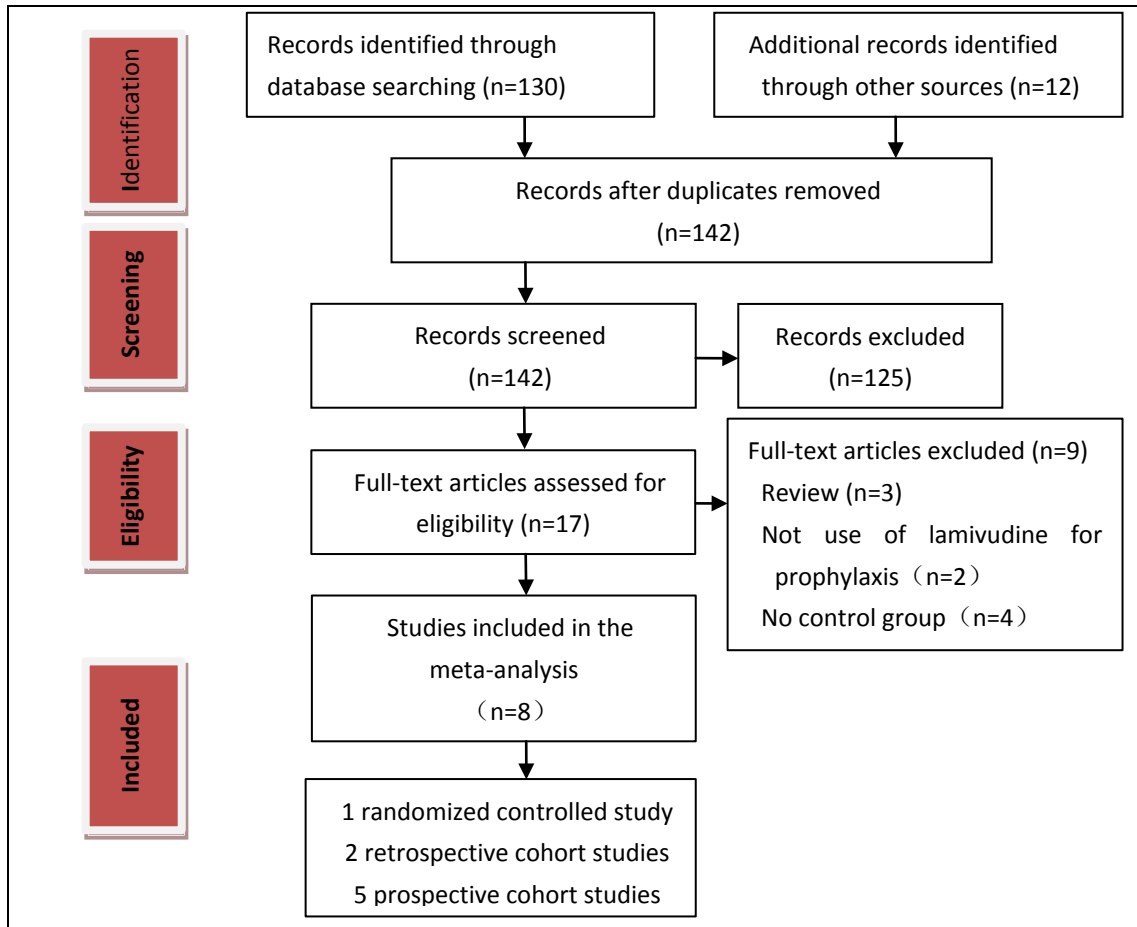 Identification
Records identified through
database searching (n=130)
Additional records identified
through other sources (n=12)
Records after duplicates removed
(n=142)
Screening
Records screened
(n=142)
Records excluded
(n=125)
Eligibility
Full-text articles assessed for
eligibility (n=17)
Full-text articles excluded (n=9)
Review (n=3)
Not use of lamivudine for
prophylaxis（n=2）
No control group（n=4）
Included
Studies included in the
meta-analysis
（n=8）
1 randomized controlled study
2 retrospective cohort studies
5 prospective cohort studies